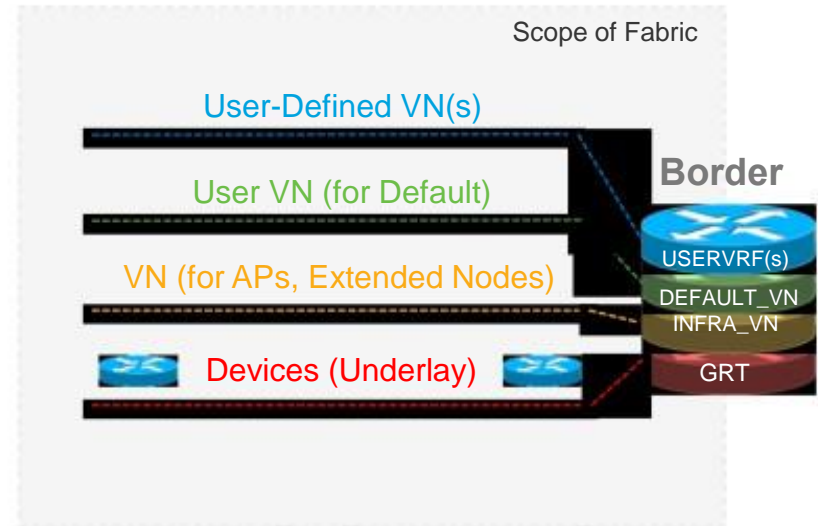 Scope of Fabric
User-Defined VN(s)
Border
User VN (for Default)
USERVRF(s)
VN (for APs, Extended Nodes)
DEFAULT_VN
INFRA_VN
Devices (Underlay)
GRT